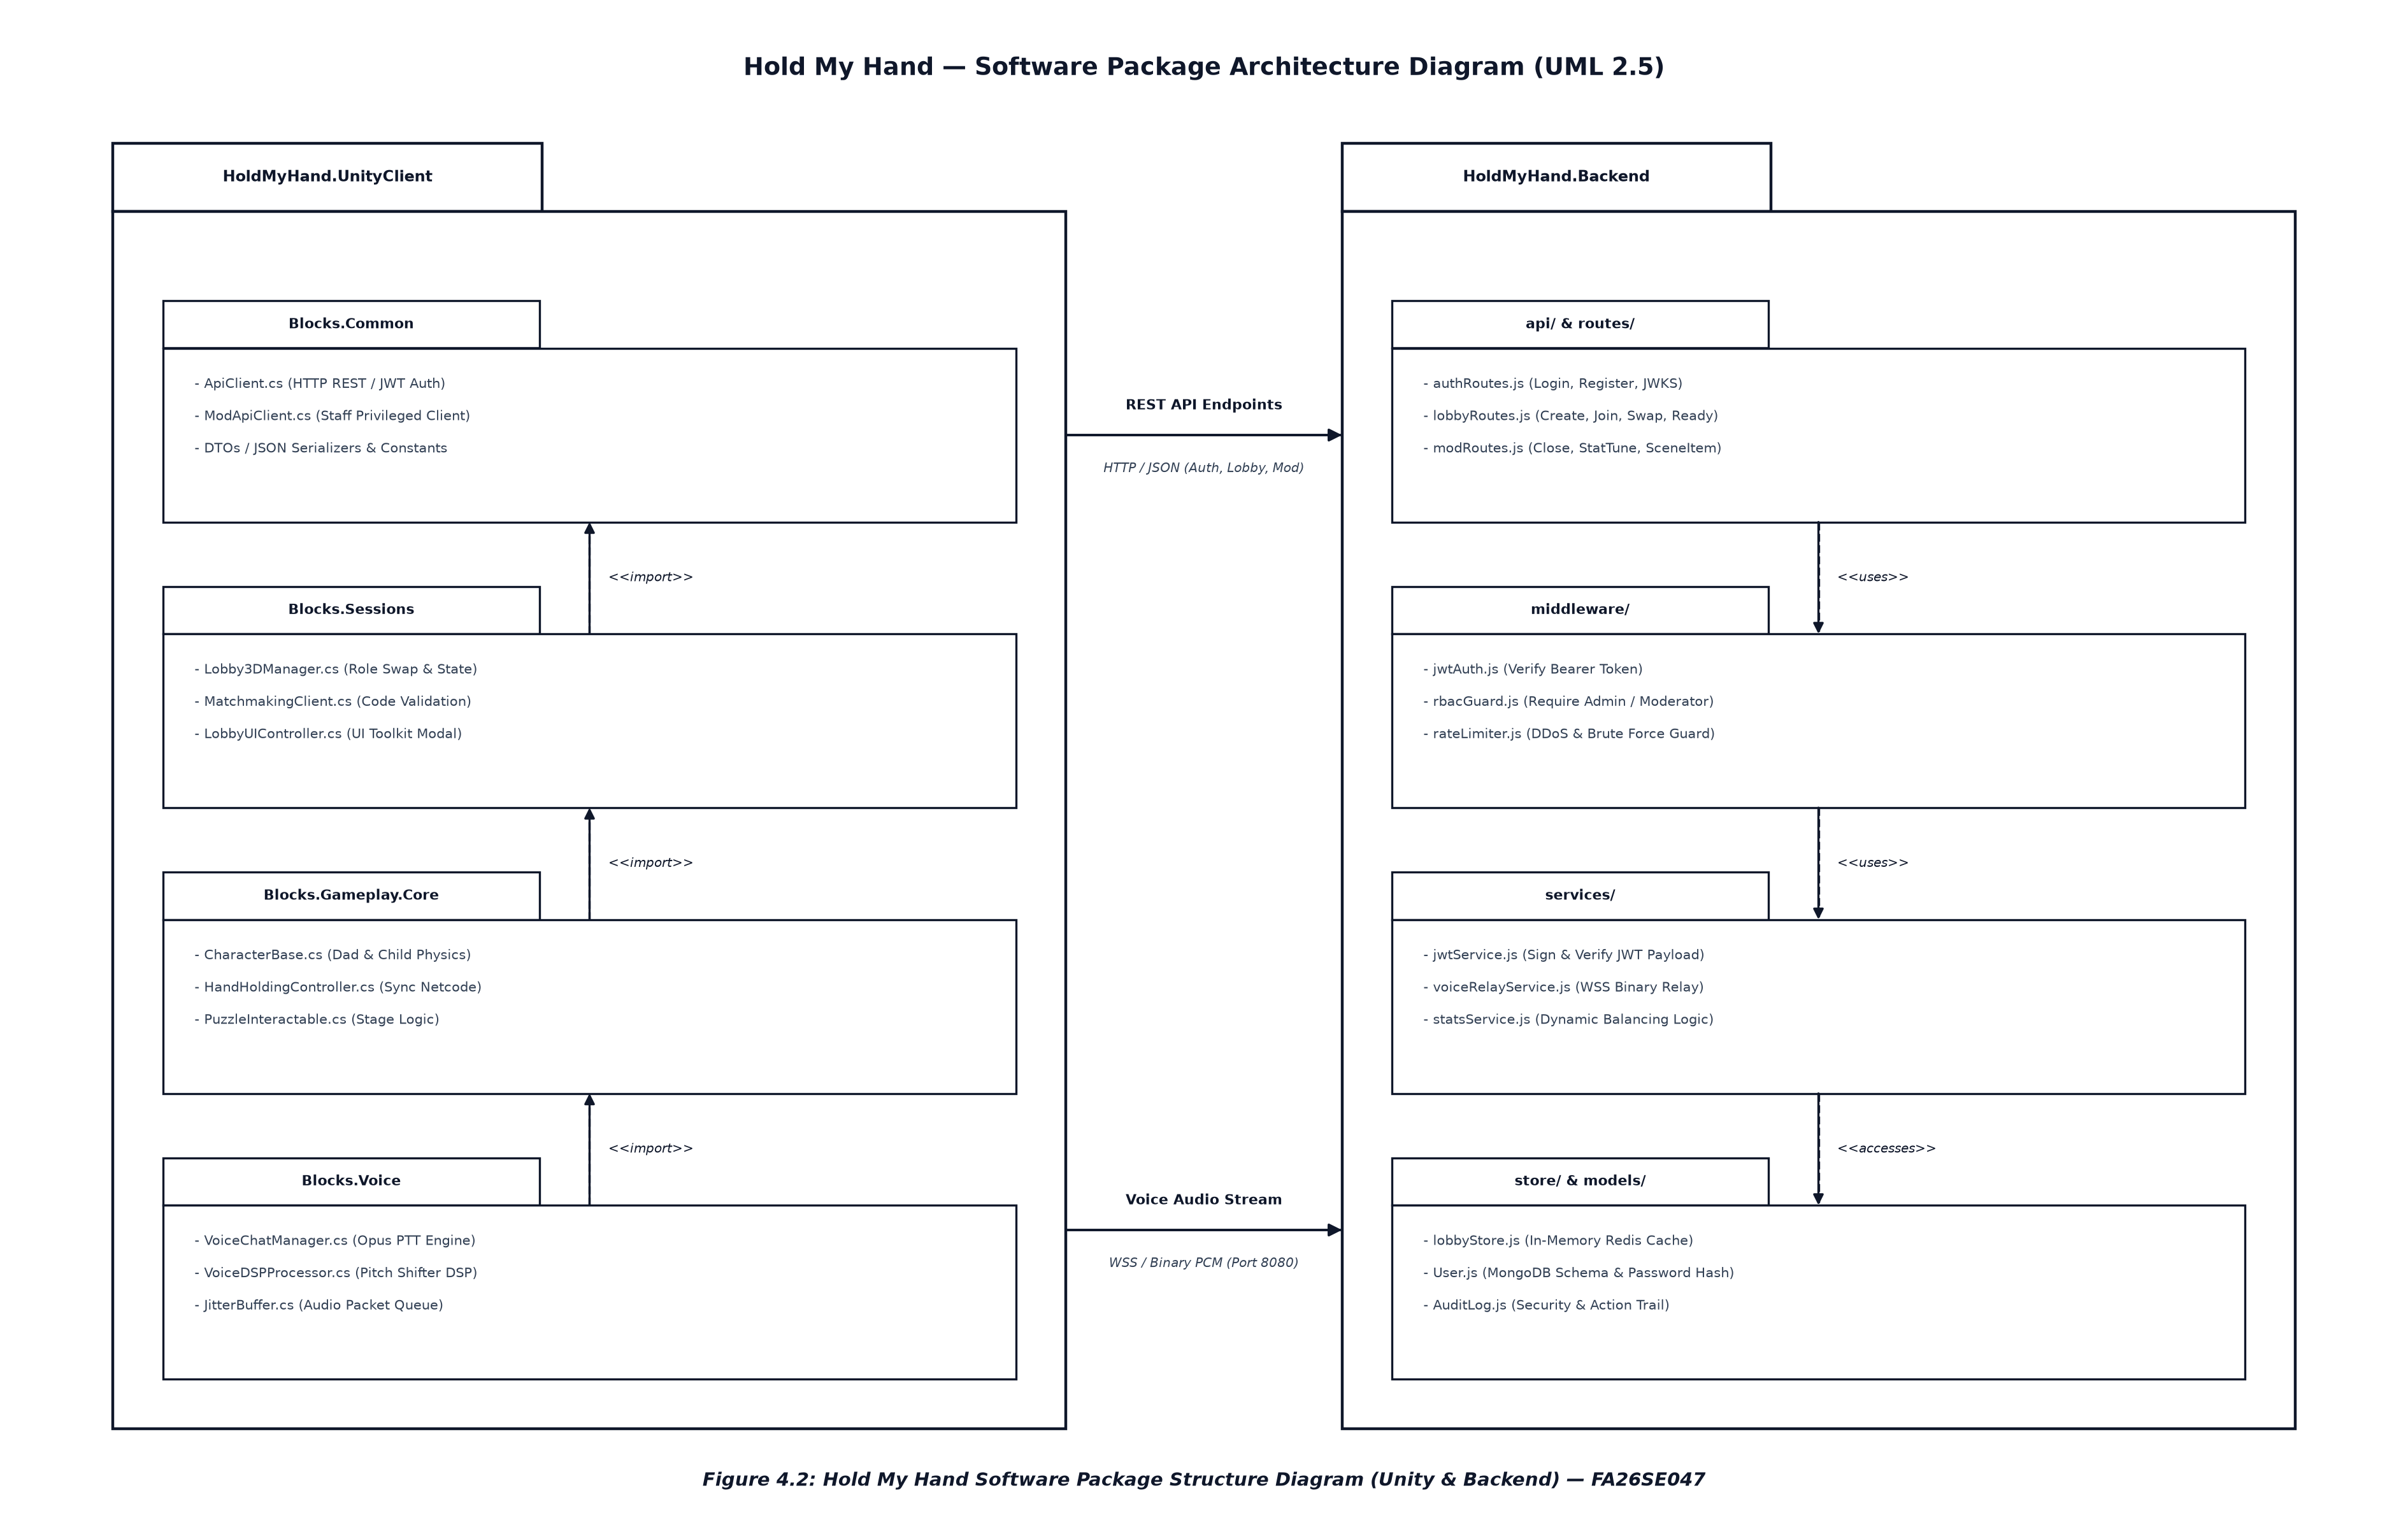 Hold My Hand — Software Package Architecture Diagram (UML 2.5)
HoldMyHand.UnityClient
Blocks.Common
- ApiClient.cs (HTTP REST / JWT Auth)
- ModApiClient.cs (Staff Privileged Client)
- DTOs / JSON Serializers & Constants
<<import>>
Blocks.Sessions
- Lobby3DManager.cs (Role Swap & State)
- MatchmakingClient.cs (Code Validation)
- LobbyUIController.cs (UI Toolkit Modal)
<<import>>
Blocks.Gameplay.Core
- CharacterBase.cs (Dad & Child Physics)
- HandHoldingController.cs (Sync Netcode)
- PuzzleInteractable.cs (Stage Logic)
<<import>>
Blocks.Voice
- VoiceChatManager.cs (Opus PTT Engine)
- VoiceDSPProcessor.cs (Pitch Shifter DSP)
- JitterBuffer.cs (Audio Packet Queue)
REST API Endpoints
HTTP / JSON (Auth, Lobby, Mod)
Voice Audio Stream
WSS / Binary PCM (Port 8080)
HoldMyHand.Backend
api/ & routes/
- authRoutes.js (Login, Register, JWKS)
- lobbyRoutes.js (Create, Join, Swap, Ready)
- modRoutes.js (Close, StatTune, SceneItem)
<<uses>>
middleware/
- jwtAuth.js (Verify Bearer Token)
- rbacGuard.js (Require Admin / Moderator)
- rateLimiter.js (DDoS & Brute Force Guard)
<<uses>>
services/
- jwtService.js (Sign & Verify JWT Payload)
- voiceRelayService.js (WSS Binary Relay)
- statsService.js (Dynamic Balancing Logic)
<<accesses>>
store/ & models/
- lobbyStore.js (In-Memory Redis Cache)
- User.js (MongoDB Schema & Password Hash)
- AuditLog.js (Security & Action Trail)
Figure 4.2: Hold My Hand Software Package Structure Diagram (Unity & Backend) — FA26SE047